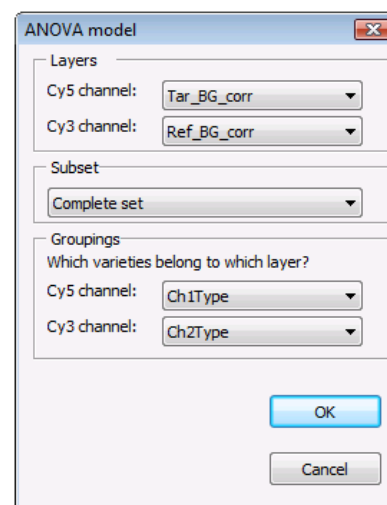 ANOVA model
Layers
Cy5 channel: Tar_BG_corr
Cy3 channel: Ref_BG_corr
Subset
Complete set
Groupings
Which varieties belong to which layer?
Cy5 channel: Ch1Type
Cy3 channel: Ch2Type
OK
Cancel